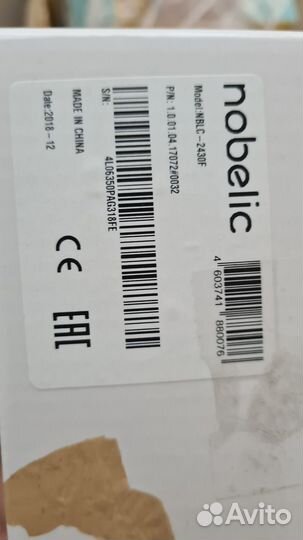 nobelic
Model:NBLC-2430F
P/N: 1.0.01.04.17072#0032
4 603741 880076
S/N:
4L06350PAG318FE
MADE IN CHINA
Date:2018-12
CE
EAC
Avito